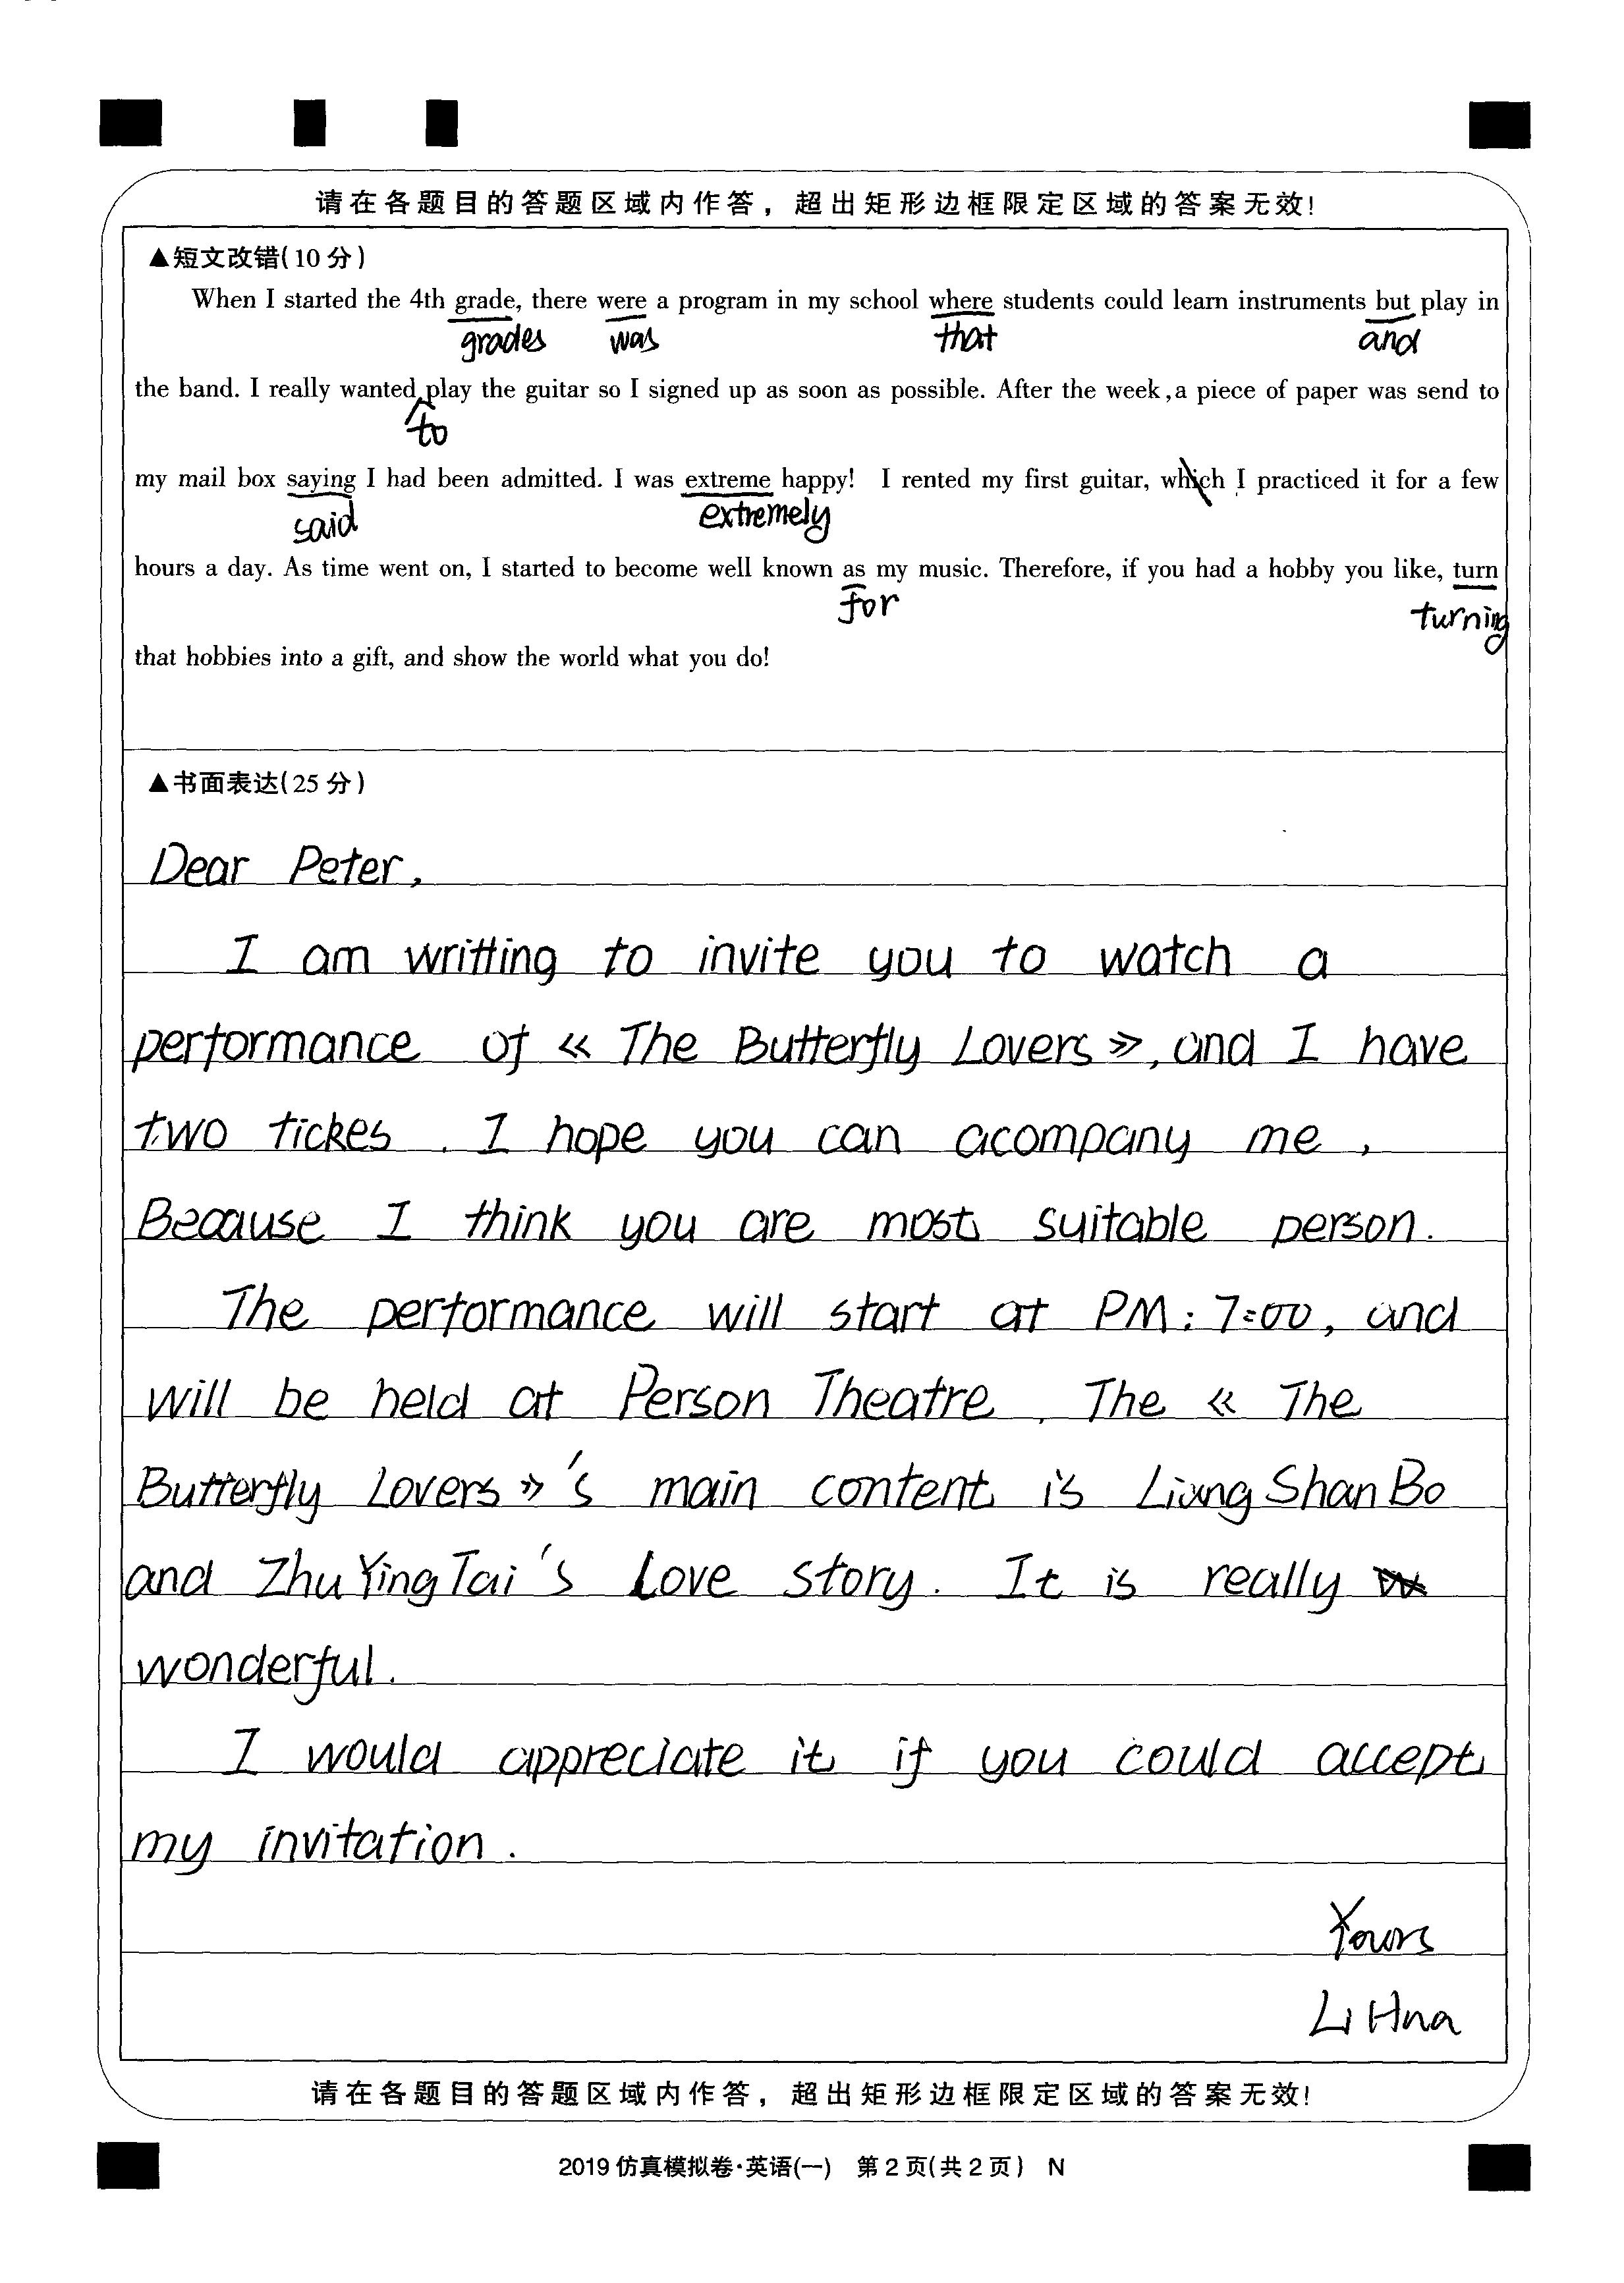 请在各题目的答题区域内作答，超出矩形边框限定区域的答案无效!
▲短文改错(10分)
When I started the 4th grade, there were a program in my school where students could learn instruments but play in
grades was that and
the band. I really wanted play the guitar so I signed up as soon as possible. After the week,a piece of paper was send to
to
my mail box saying I had been admitted. I was extreme happy! I rented my first guitar, which I practiced it for a few
said extremely
hours a day. As time went on, I started to become well known as my music. Therefore, if you had a hobby you like, turn
for turning
that hobbies into a gift, and show the world what you do!
▲书面表达(25分)
Dear Peter,
I am writting to invite you to watch a
performance of «The Butterfly Lovers», and I have
two tickes. I hope you can acompany me,
Because I think you are most suitable person.
The performance will start at PM: 7:00, and
will be held at Person Theatre. The « The
Butterfly Lovers»'s main content is Liang Shan Bo
and Zhu Ying Tai's Love story. It is really
wonderful.
I would appreciate it if you could accept
my invitation.
Yours
Li Hna
请在各题目的答题区域内作答，超出矩形边框限定区域的答案无效!
2019仿真模拟卷·英语(一) 第2页(共2页) N